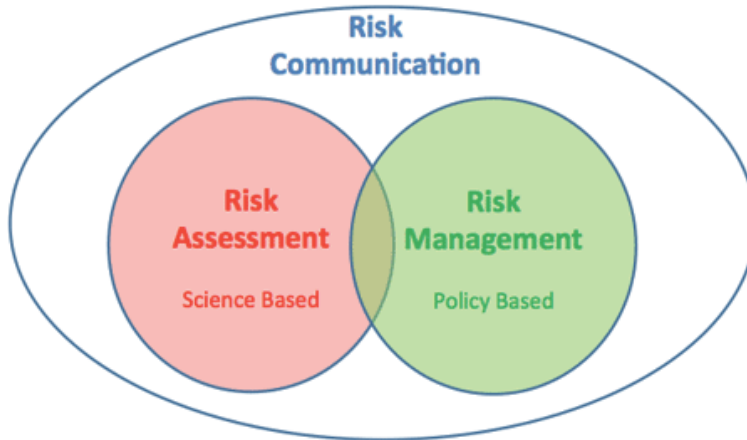 Risk
Communication
Risk
Assessment
Science Based
Risk
Management
Policy Based